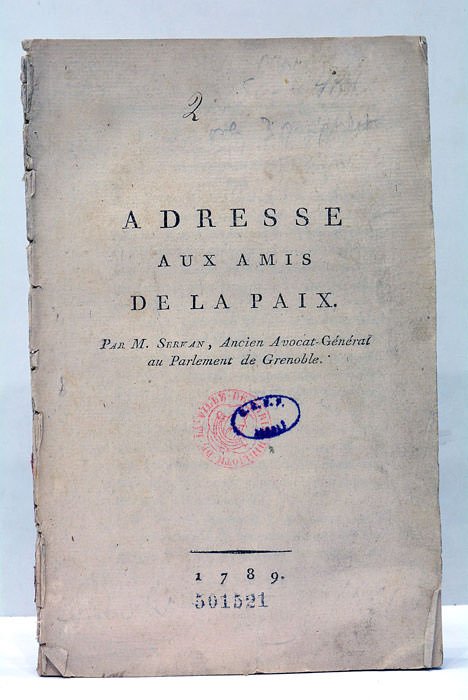 2
ADRESSE
AUX AMIS
DE LA PAIX.
PAR M. SERVAN, Ancien Avocat-Général
au Parlement de Grenoble.
1789.
501521